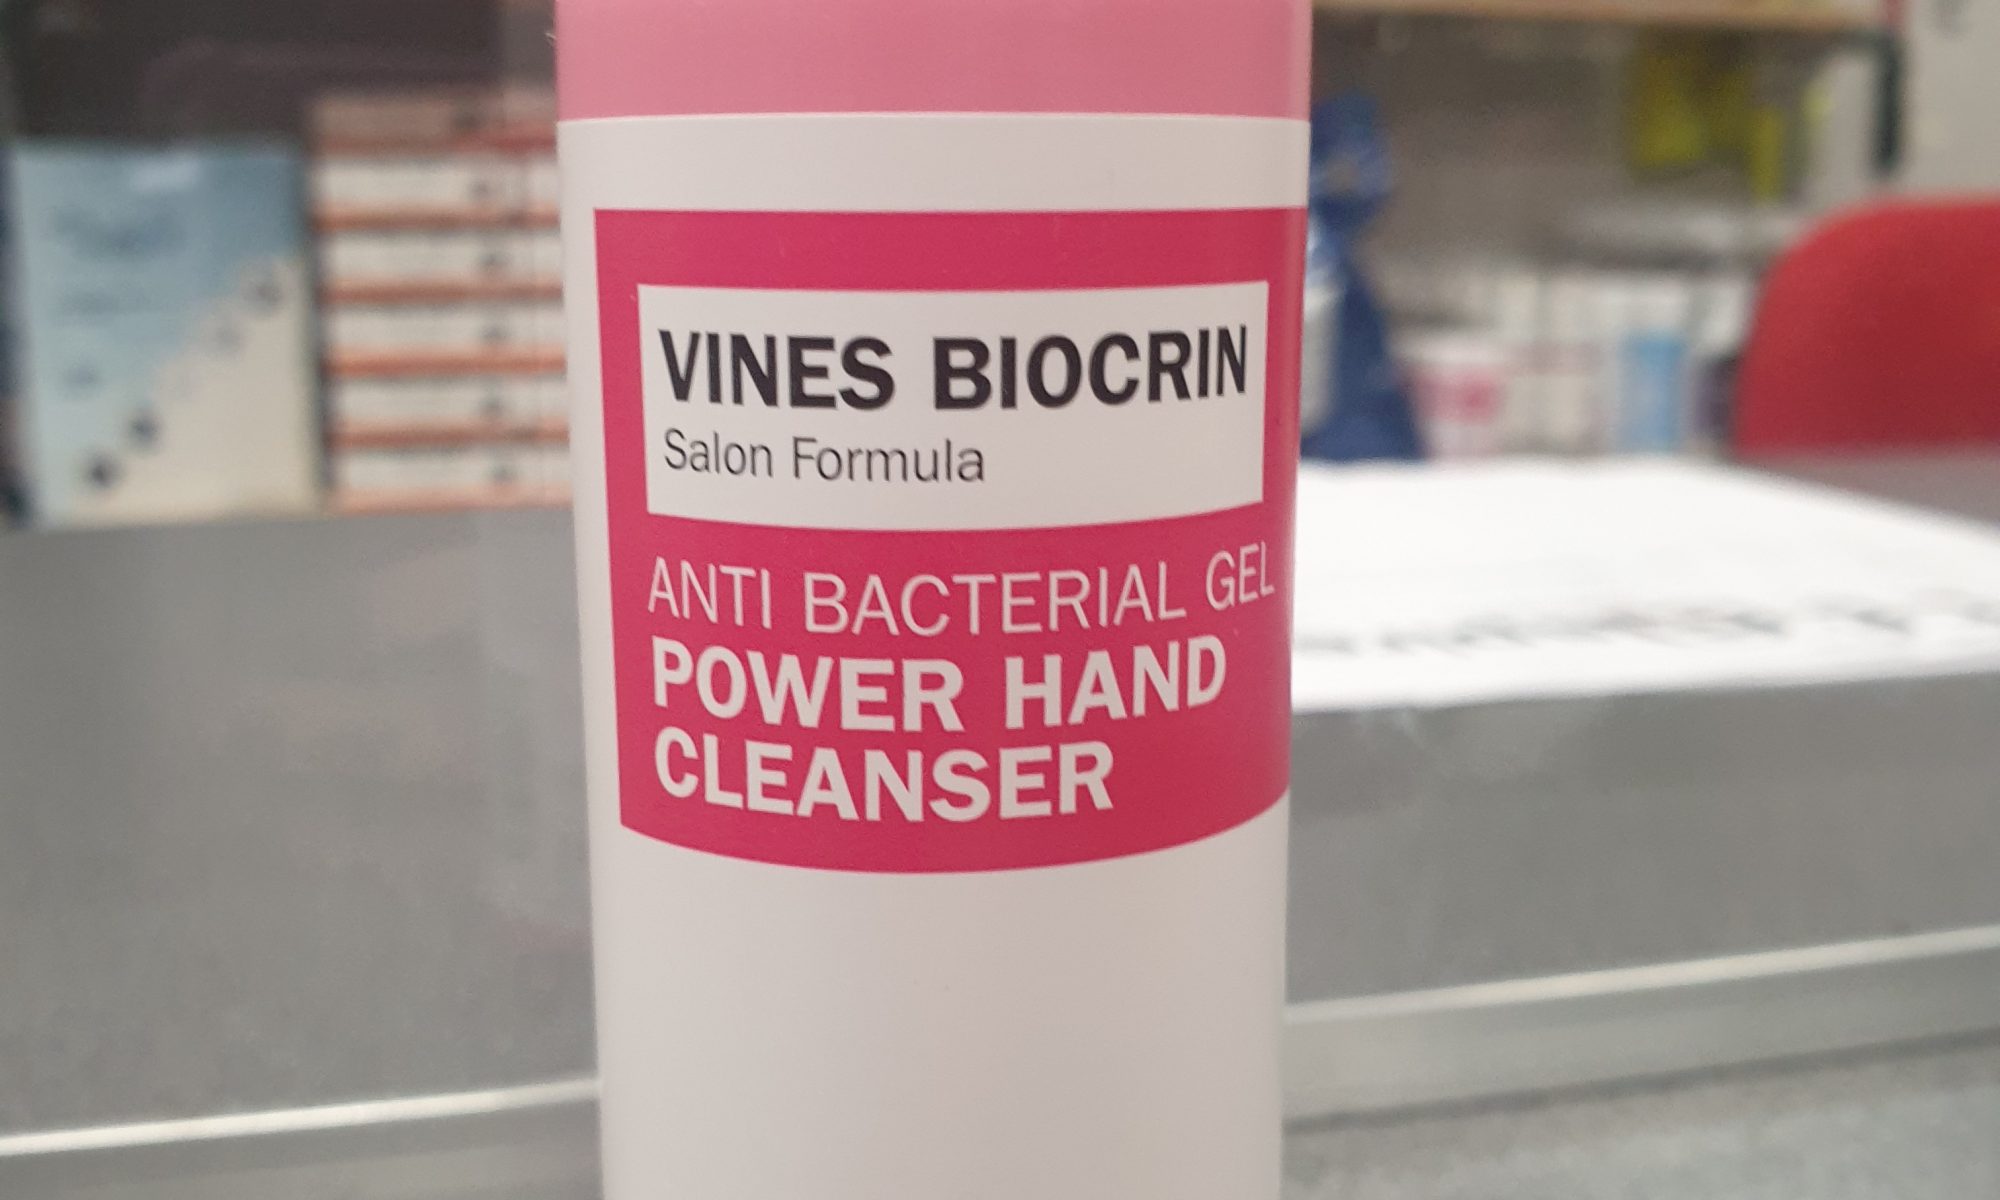 VINES BIOCRIN
Salon Formula
ANTI BACTERIAL GEL
POWER HAND
CLEANSER